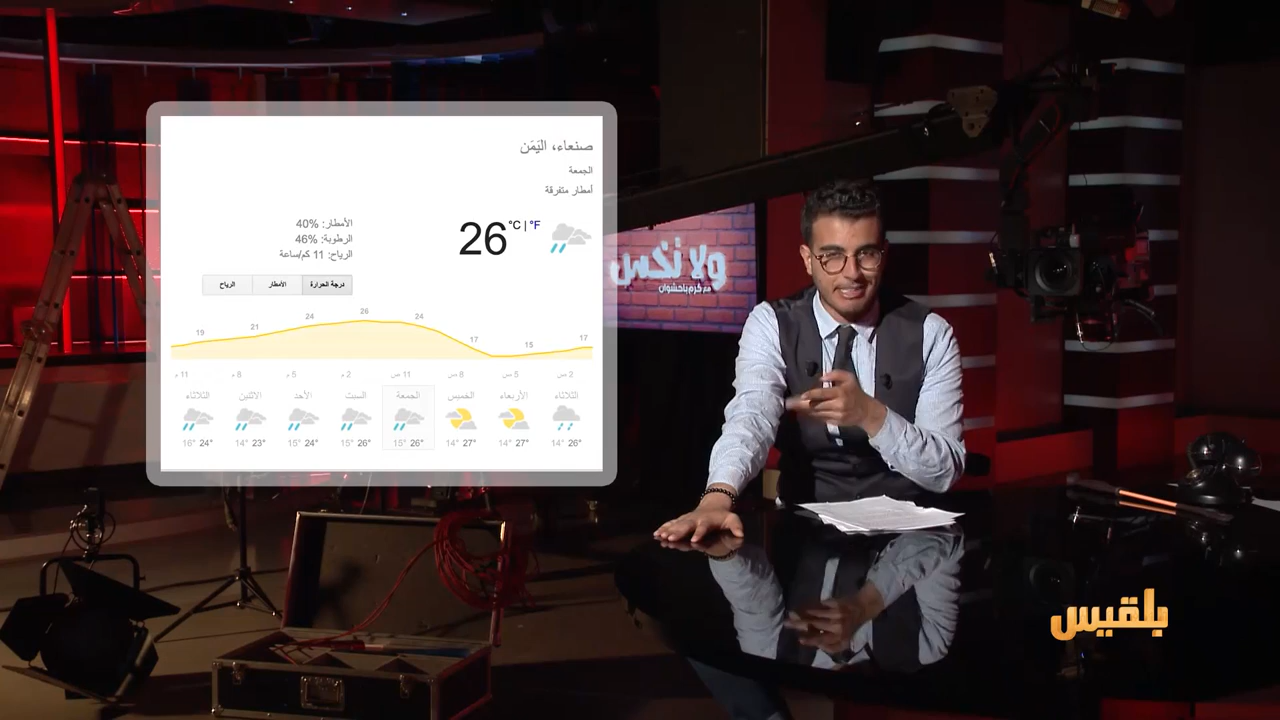 صنعاء، اليَمَن
الجمعة
أمطار متفرقة
26 °C | °F
الأمطار: 40%
الرطوبة: 46%
الرياح: 11 كم/ساعة
درجة الحرارة الأمطار الرياح
19 21 24 26 24 17 15 17
11 م 8 م 5 م 2 م 11 ص 8 ص 5 ص 2 ص
الثلاثاء الأربعاء الخميس الجمعة السبت الأحد الاثنين الثلاثاء
16° 24° 14° 23° 15° 24° 15° 26° 15° 26° 14° 27° 14° 27° 14° 26°
ولا نكس
مع كرم باحشوان
بلقيس